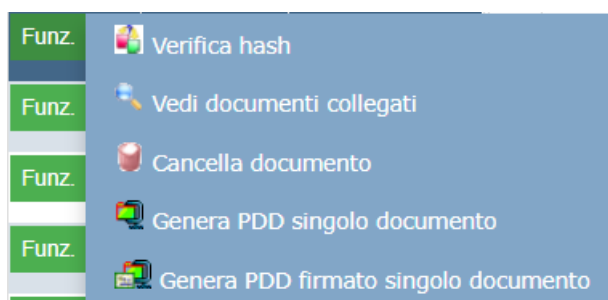 Funz.
Verifica hash
Funz.
Vedi documenti collegati
Cancella documento
Funz.
Genera PDD singolo documento
Funz.
Genera PDD firmato singolo documento